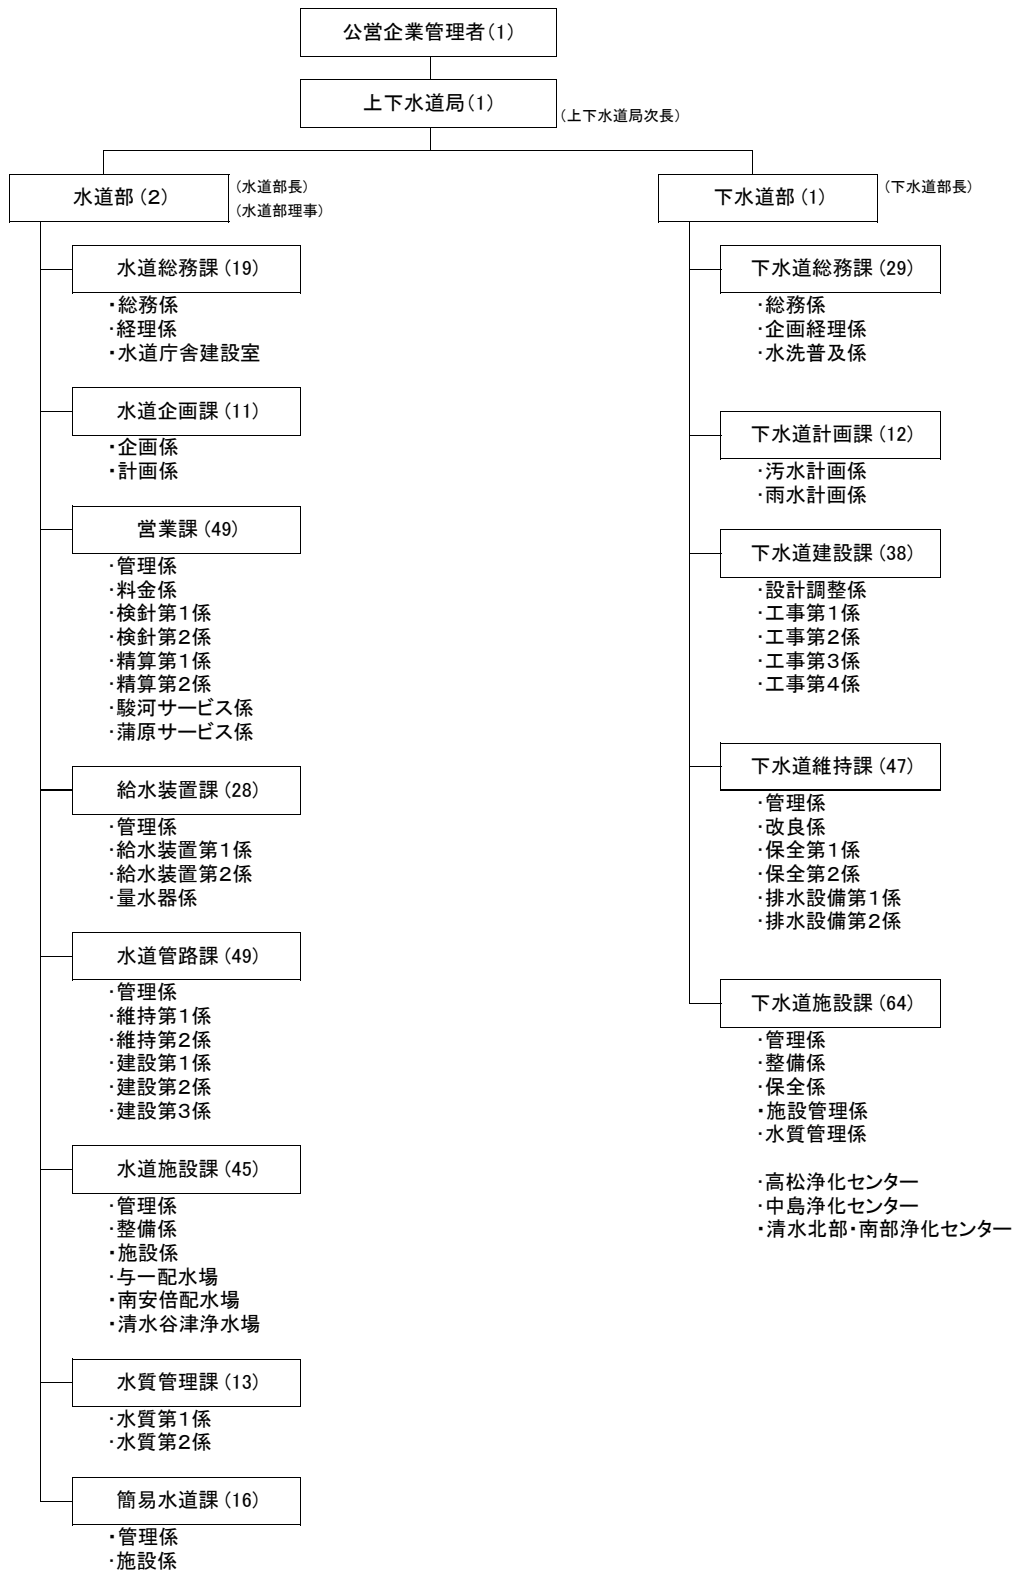 公営企業管理者(1)
上下水道局(1)
(上下水道局次長)
水道部(2)
(水道部長)
(水道部理事)
水道総務課(19)
・総務係
・経理係
・水道庁舎建設室
水道企画課(11)
・企画係
・計画係
営業課(49)
・管理係
・料金係
・検針第1係
・検針第2係
・精算第1係
・精算第2係
・駿河サービス係
・蒲原サービス係
給水装置課(28)
・管理係
・給水装置第1係
・給水装置第2係
・量水器係
水道管路課(49)
・管理係
・維持第1係
・維持第2係
・建設第1係
・建設第2係
・建設第3係
水道施設課(45)
・管理係
・整備係
・施設係
・与一配水場
・南安倍配水場
・清水谷津浄水場
水質管理課(13)
・水質第1係
・水質第2係
簡易水道課(16)
・管理係
・施設係
下水道部(1)
(下水道部長)
下水道総務課(29)
・総務係
・企画経理係
・水洗普及係
下水道計画課(12)
・汚水計画係
・雨水計画係
下水道建設課(38)
・設計調整係
・工事第1係
・工事第2係
・工事第3係
・工事第4係
下水道維持課(47)
・管理係
・改良係
・保全第1係
・保全第2係
・排水設備第1係
・排水設備第2係
下水道施設課(64)
・管理係
・整備係
・保全係
・施設管理係
・水質管理係
・高松浄化センター
・中島浄化センター
・清水北部・南部浄化センター